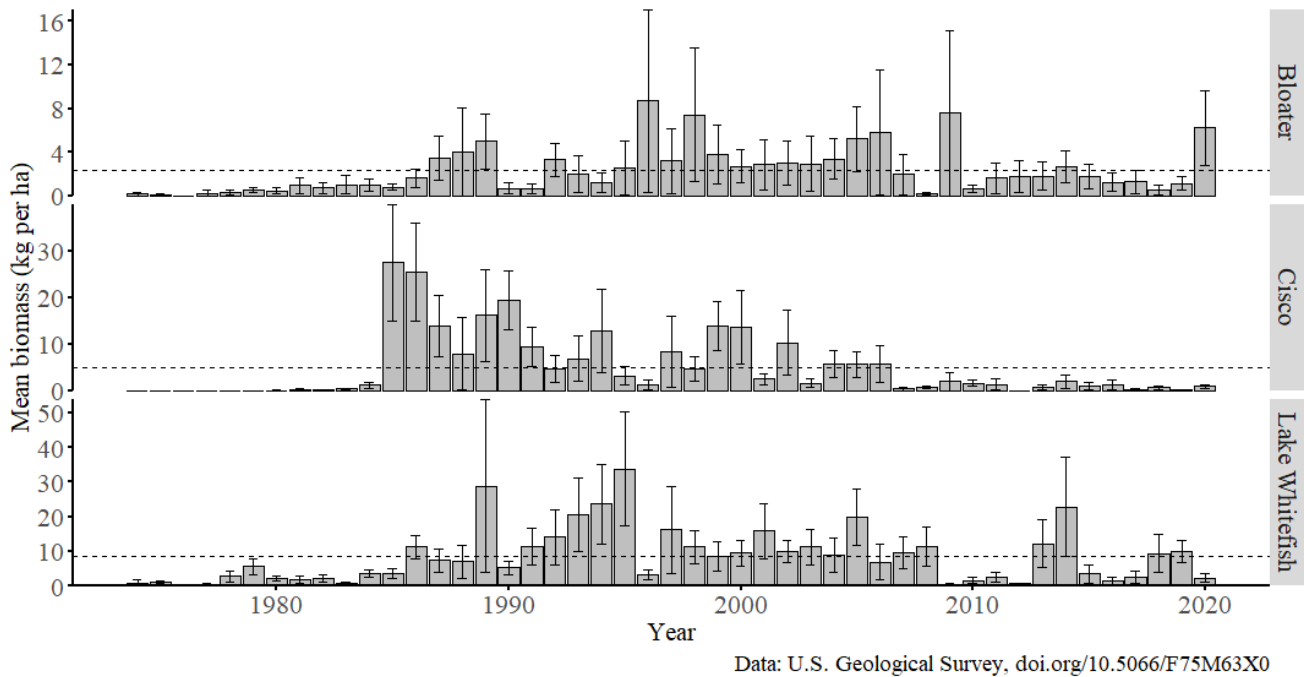 Mean biomass (kg per ha)
16
12
8
4
0
Bloater
30
20
10
0
Cisco
50
40
30
20
10
0
Lake Whitefish
1980 1990 2000 2010 2020
Year
Data: U.S. Geological Survey, doi.org/10.5066/F75M63X0